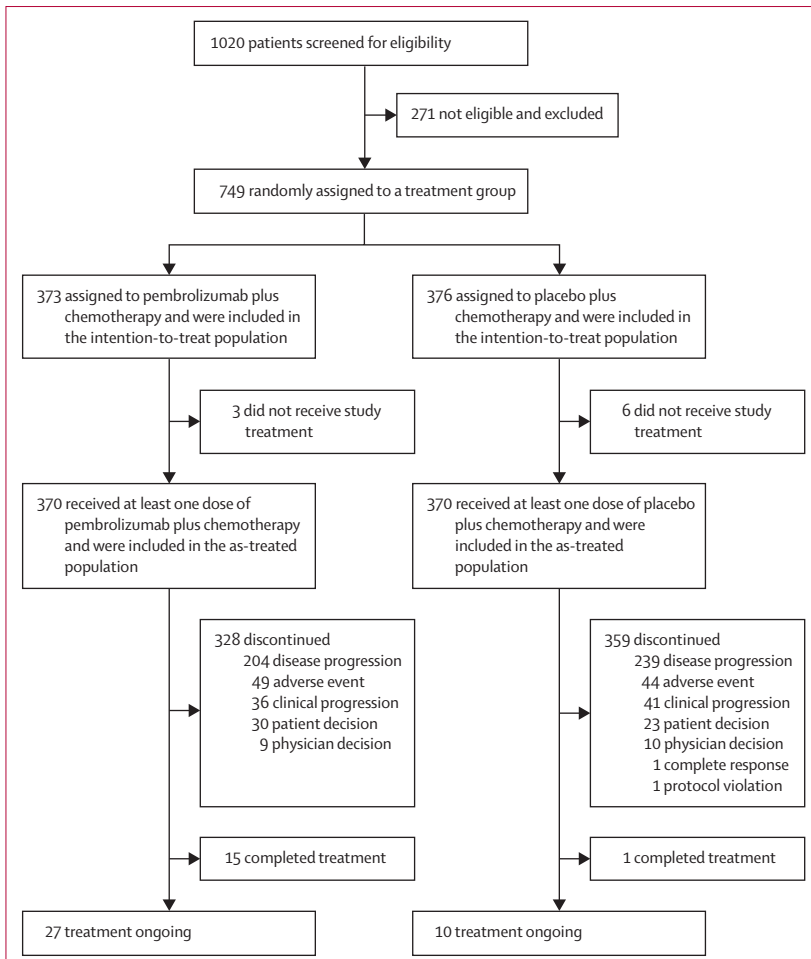 1020 patients screened for eligibility
271 not eligible and excluded
749 randomly assigned to a treatment group
373 assigned to pembrolizumab plus
chemotherapy and were included in
the intention-to-treat population
376 assigned to placebo plus
chemotherapy and were included in
the intention-to-treat population
3 did not receive study
treatment
6 did not receive study
treatment
370 received at least one dose of
pembrolizumab plus chemotherapy
and were included in the as-treated
population
370 received at least one dose of placebo
plus chemotherapy and were
included in the as-treated
population
328 discontinued
204 disease progression
49 adverse event
36 clinical progression
30 patient decision
9 physician decision
359 discontinued
239 disease progression
44 adverse event
41 clinical progression
23 patient decision
10 physician decision
1 complete response
1 protocol violation
15 completed treatment
1 completed treatment
27 treatment ongoing
10 treatment ongoing